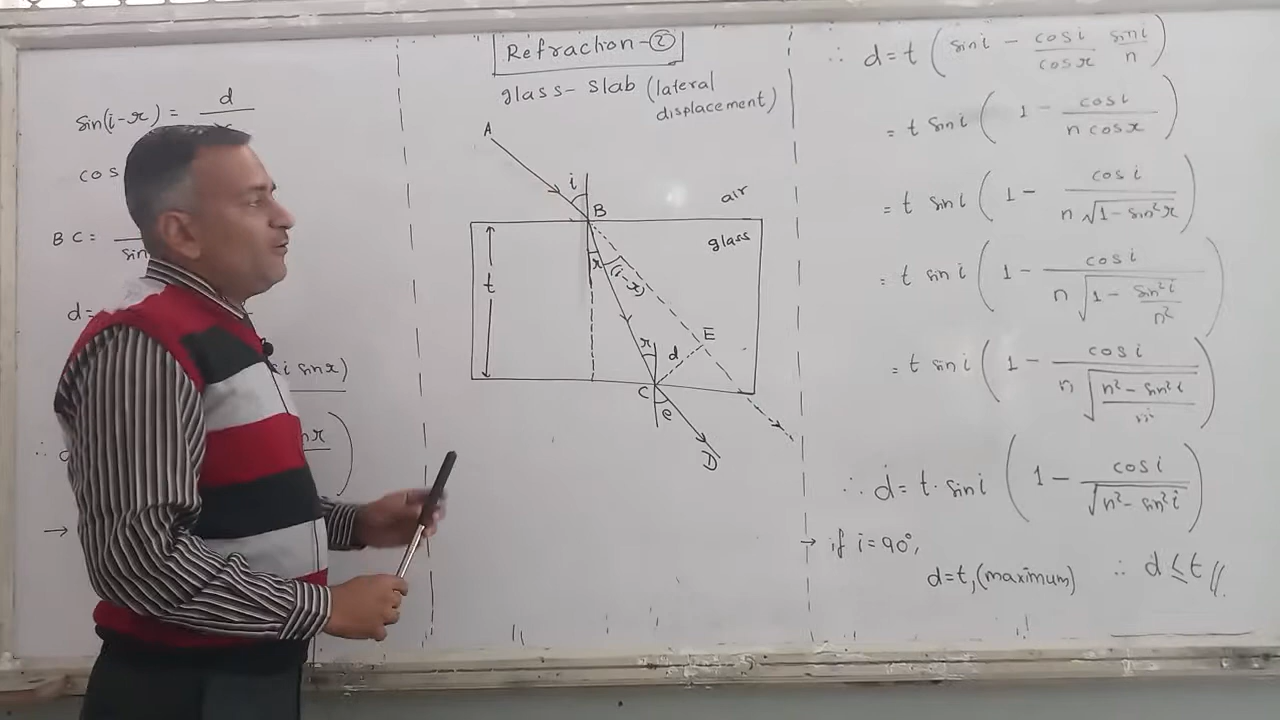 Refraction-②
glass-slab (lateral
displacement)
sin(i-r) = d
cos
BC =
sin
d =
i sin r)
→
A
i
B
air
glass
t
r
(i-r)
r
d
E
C
e
D
∴ d = t ( sin i - cos i/cos r sin i/n )
= t sin i ( 1 - cos i/n cos r )
= t sin i ( 1 - cos i/n √1 - sin²r )
= t sin i ( 1 - cos i/n √1 - sin²i/n² )
= t sin i ( 1 - cos i/n √n² - sin²i )
∴ d = t · sin i ( 1 - cos i/√n² - sin²i )
→ if i = 90°,
d = t, (maximum) ∴ d ≤ t //